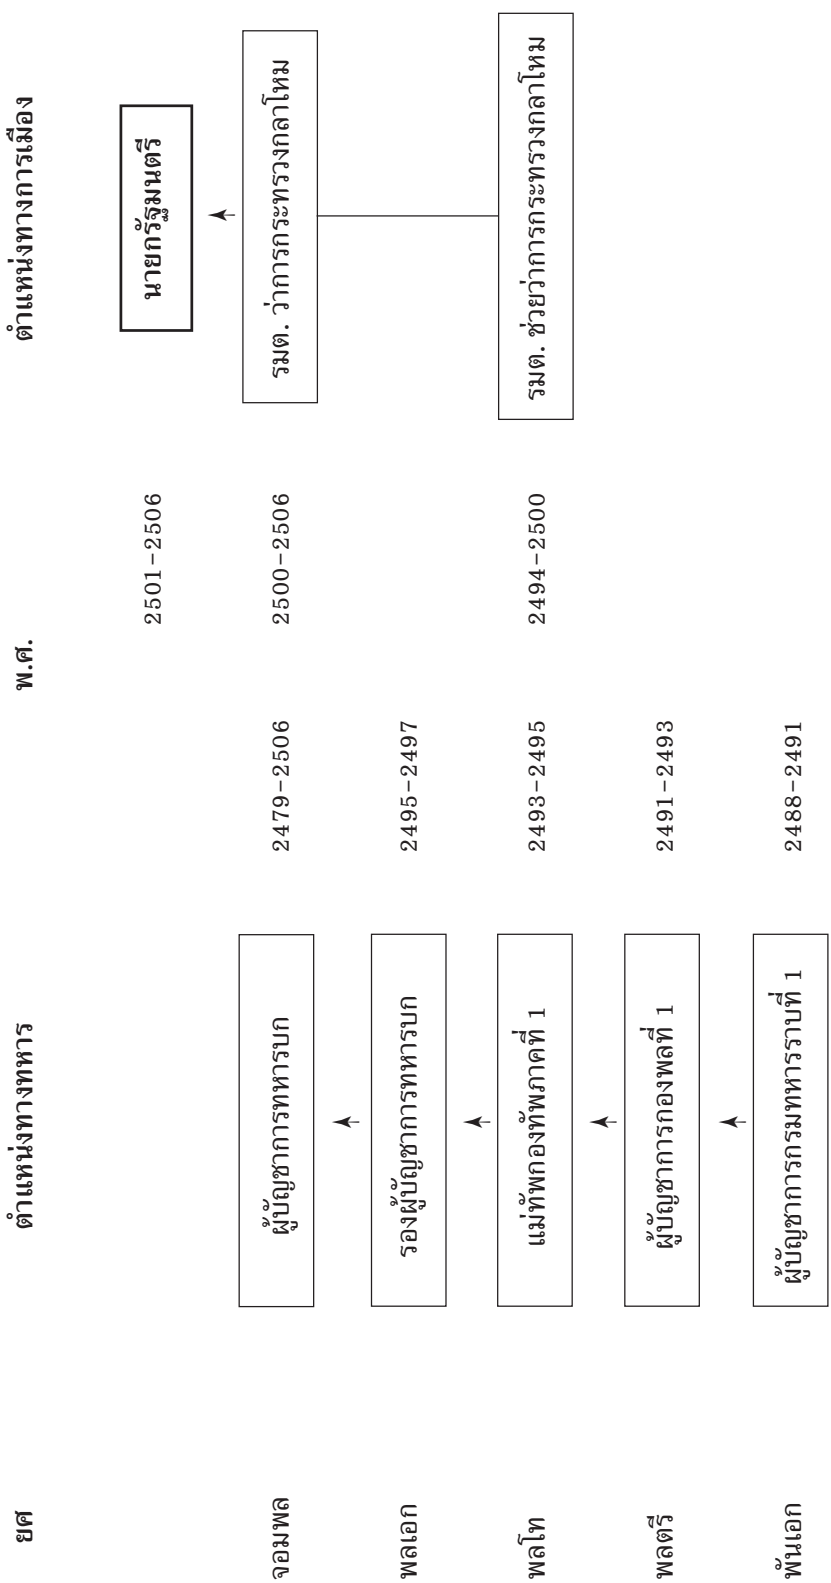 ยศ ตำแหน่งทางทหาร พ.ศ. ตำแหน่งทางการเมือง
2501–2506 นายกรัฐมนตรี
จอมพล ผู้บัญชาการทหารบก 2479–2506 2500–2506 รมต. ว่าการกระทรวงกลาโหม
พลเอก รองผู้บัญชาการทหารบก 2495–2497
พลโท แม่ทัพกองทัพภาคที่ 1 2493–2495 2494–2500 รมต. ช่วยว่าการกระทรวงกลาโหม
พลตรี ผู้บัญชาการกองพลที่ 1 2491–2493
พันเอก ผู้บัญชาการกรมทหารราบที่ 1 2488–2491